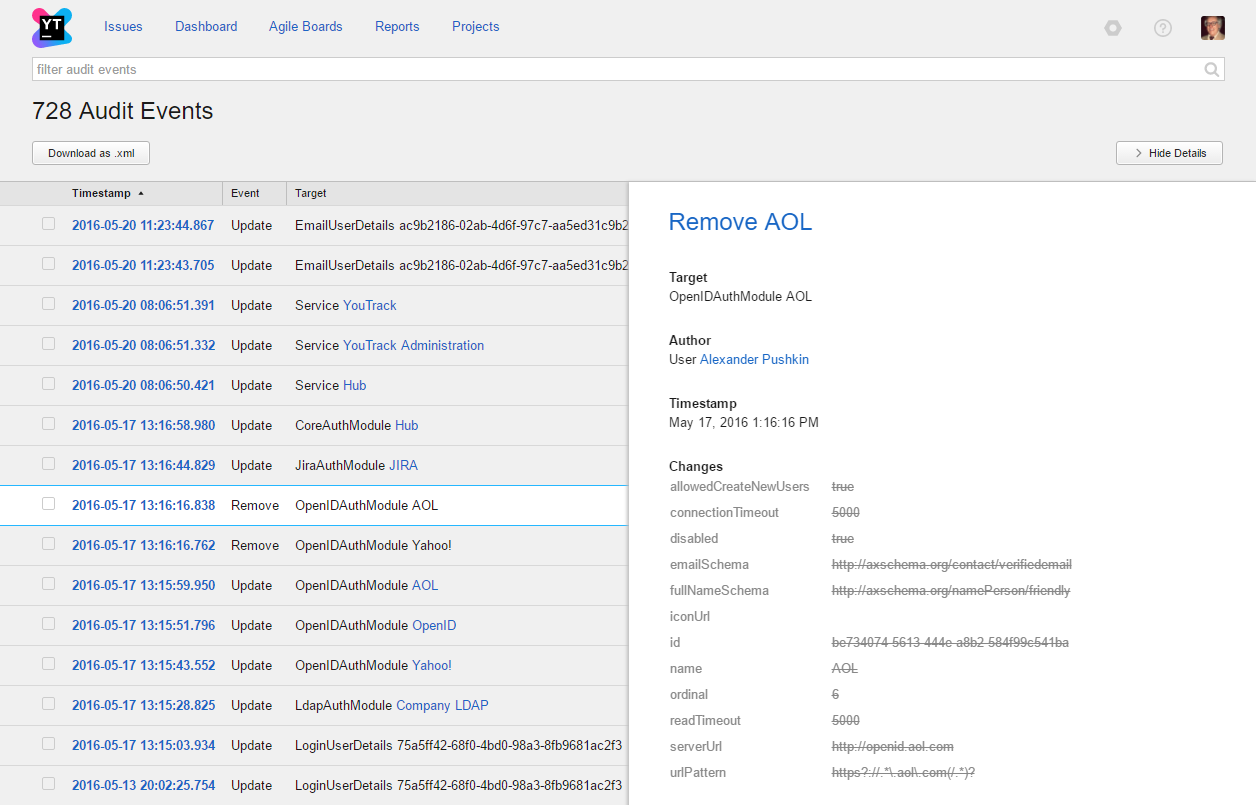 YT Issues Dashboard Agile Boards Reports Projects
filter audit events
728 Audit Events
Download as .xml
Hide Details
Timestamp Event Target
2016-05-20 11:23:44.867 Update EmailUserDetails ac9b2186-02ab-4d6f-97c7-aa5ed31c9b2
2016-05-20 11:23:43.705 Update EmailUserDetails ac9b2186-02ab-4d6f-97c7-aa5ed31c9b2
2016-05-20 08:06:51.391 Update Service YouTrack
2016-05-20 08:06:51.332 Update Service YouTrack Administration
2016-05-20 08:06:50.421 Update Service Hub
2016-05-17 13:16:58.980 Update CoreAuthModule Hub
2016-05-17 13:16:44.829 Update JiraAuthModule JIRA
2016-05-17 13:16:16.838 Remove OpenIDAuthModule AOL
2016-05-17 13:16:16.762 Remove OpenIDAuthModule Yahoo!
2016-05-17 13:15:59.950 Update OpenIDAuthModule AOL
2016-05-17 13:15:51.796 Update OpenIDAuthModule OpenID
2016-05-17 13:15:43.552 Update OpenIDAuthModule Yahoo!
2016-05-17 13:15:28.825 Update LdapAuthModule Company LDAP
2016-05-17 13:15:03.934 Update LoginUserDetails 75a5ff42-68f0-4bd0-98a3-8fb9681ac2f3
2016-05-13 20:02:25.754 Update LoginUserDetails 75a5ff42-68f0-4bd0-98a3-8fb9681ac2f3
Remove AOL
Target
OpenIDAuthModule AOL
Author
User Alexander Pushkin
Timestamp
May 17, 2016 1:16:16 PM
Changes
allowedCreateNewUsers true
connectionTimeout 5000
disabled true
emailSchema http://axschema.org/contact/verifiedemail
fullNameSchema http://axschema.org/namePerson/friendly
iconUrl
id be734074-5613-444e-a8b2-584f99c541ba
name AOL
ordinal 6
readTimeout 5000
serverUrl http://openid.aol.com
urlPattern https?://.*\.aol\.com(/.*)?